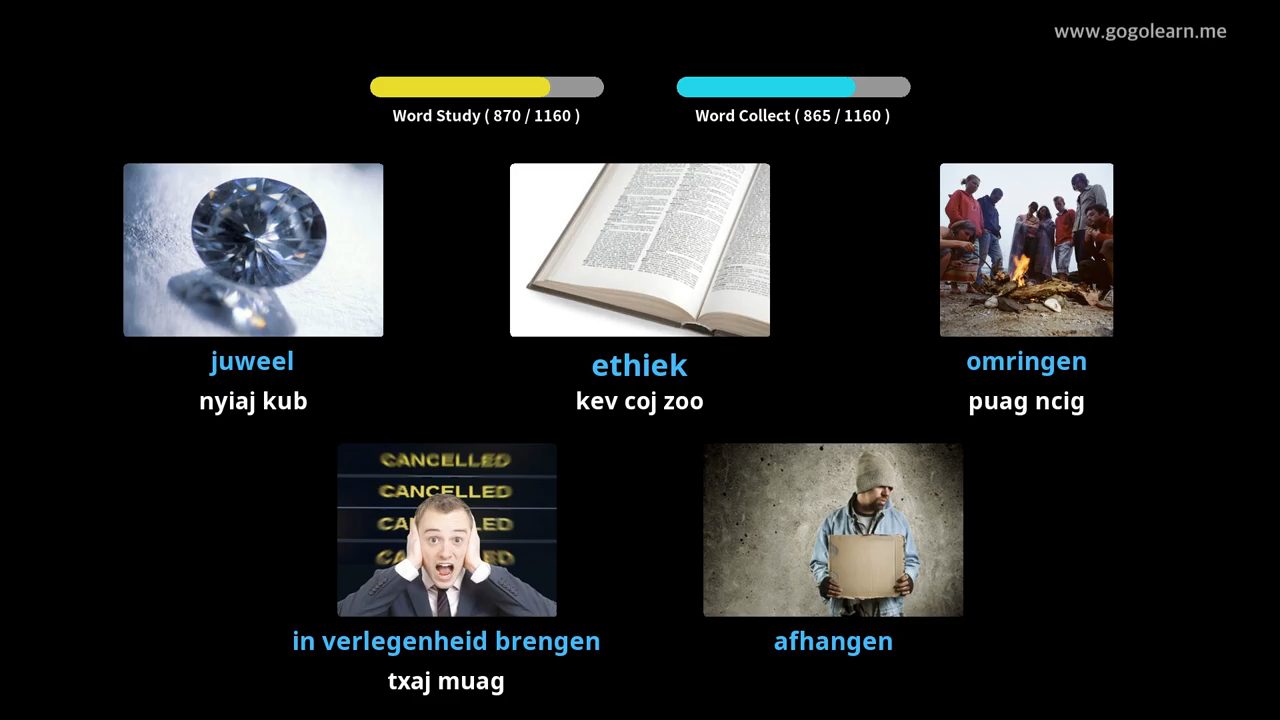 www.gogolearn.me
Word Study ( 870 / 1160 )
Word Collect ( 865 / 1160 )
juweel
ethiek
omringen
nyiaj kub
kev coj zoo
puag ncig
CANCELLED
CANCELLED
in verlegenheid brengen
afhangen
txaj muag